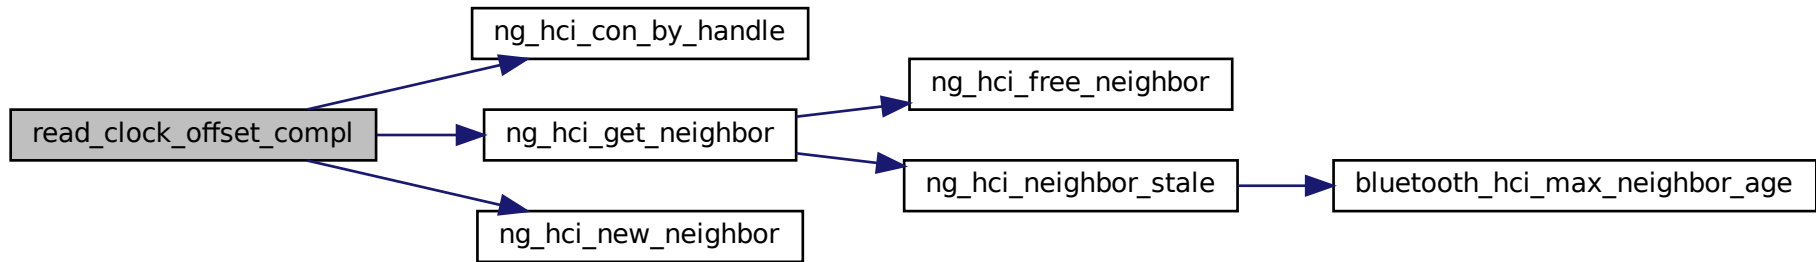 read_clock_offset_compl
ng_hci_con_by_handle
ng_hci_get_neighbor
ng_hci_free_neighbor
ng_hci_neighbor_stale
bluetooth_hci_max_neighbor_age
ng_hci_new_neighbor